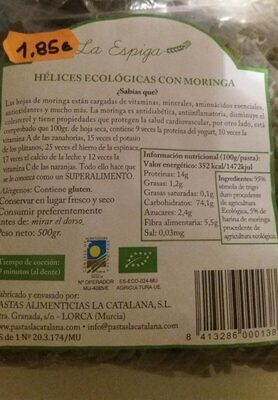 1,85€
La Espiga
HÉLICES ECOLÓGICAS CON MORINGA
¿Sabías que?
Las hojas de moringa están cargadas de vitaminas, minerales, aminoácidos esenciales,
antioxidantes y mucho más. La moringa es antidiabética, antiinflamatoria, disminuye el
colesterol y tiene propiedades que protegen la salud cardiovascular, por otro lado, está
comprobado que 100gr. de hoja seca, contiene 9 veces la proteína del yogurt, 10 veces la
vitamina A de las zanahorias, 15 veces el potasio
de los plátanos, 25 veces el hierro de la espinaca,
17 veces el calcio de la leche y 12 veces la
vitamina C de las naranjas. Todo ello hace que
se le conozca como un SUPERALIMENTO.
Alérgenos: Contiene gluten.
Conservar en lugar fresco y seco
Consumir preferentemente
antes de: mirar el dorso.
Peso neto: 500gr.
Información nutricional (100g/pasta):
Valor energético: 352 kcal/1472kjul
Proteínas: 14g
Grasas: 1,2g
Grasas saturadas: 0,1g
Carbohidratos: 74,1g
Azucares: 2,4g
Fibra alimentaria: 5,5g
Sal: 0,03mg
Ingredientes: 95%
sémola de trigo
duro procedente
de agricultura
Ecológica, 5% de
harina de moringa
procedente de
agricultura ecológica.
Tiempo de cocción:
minutos (al dente)
Nº OPERADOR
ES-ECO-024-MU
AGRICULTURA UE
Fabricado y envasado por:
PASTAS ALIMENTICIAS LA CATALANA, S.L.
Ctra. Granada, s/n - LORCA (Murcia)
www.pastaslacatalana.com • info@pastaslacatalana.com
RS de 1 Nº 20.3.174/MU
8 413286 000138